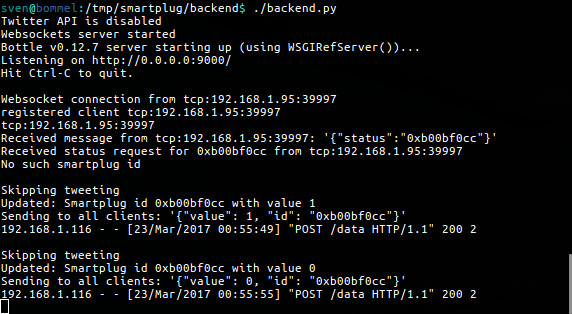 sven@bommel:/tmp/smartplug/backend$ ./backend.py
Twitter API is disabled
Websockets server started
Bottle v0.12.7 server starting up (using WSGIRefServer())...
Listening on http://0.0.0.0:9000/
Hit Ctrl-C to quit.
Websocket connection from tcp:192.168.1.95:39997
registered client tcp:192.168.1.95:39997
tcp:192.168.1.95:39997
Received message from tcp:192.168.1.95:39997: '{"status":"0xb00bf0cc"}'
Received status request for 0xb00bf0cc from tcp:192.168.1.95:39997
No such smartplug id
Skipping tweeting
Updated: Smartplug id 0xb00bf0cc with value 1
Sending to all clients: '{"value": 1, "id": "0xb00bf0cc"}'
192.168.1.116 - - [23/Mar/2017 00:55:49] "POST /data HTTP/1.1" 200 2
Skipping tweeting
Updated: Smartplug id 0xb00bf0cc with value 0
Sending to all clients: '{"value": 0, "id": "0xb00bf0cc"}'
192.168.1.116 - - [23/Mar/2017 00:55:55] "POST /data HTTP/1.1" 200 2